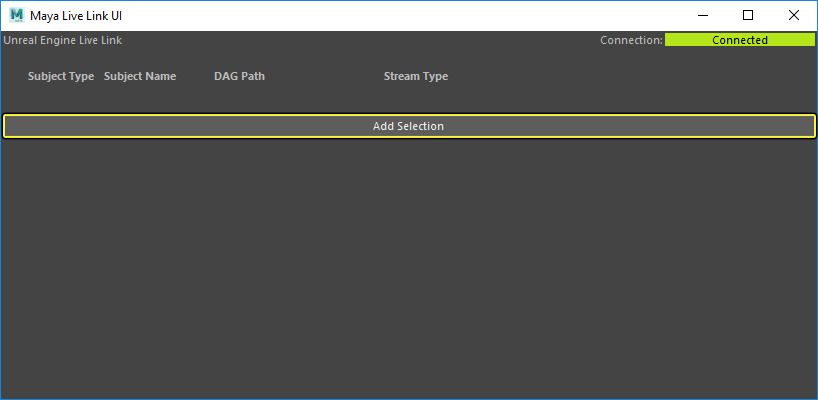 Maya Live Link UI
Unreal Engine Live Link Connection: Connected
Subject Type Subject Name DAG Path Stream Type
Add Selection